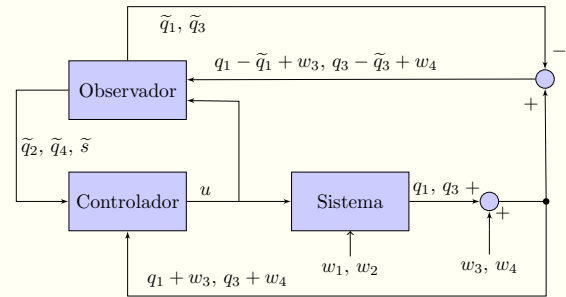 q̃₁, q̃₃
−
q₁ − q̃₁ + w₃, q₃ − q̃₃ + w₄
Observador
+
q̃₂, q̃₄, s̃
Controlador
u
Sistema
q₁, q₃ +
+
w₁, w₂
w₃, w₄
q₁ + w₃, q₃ + w₄